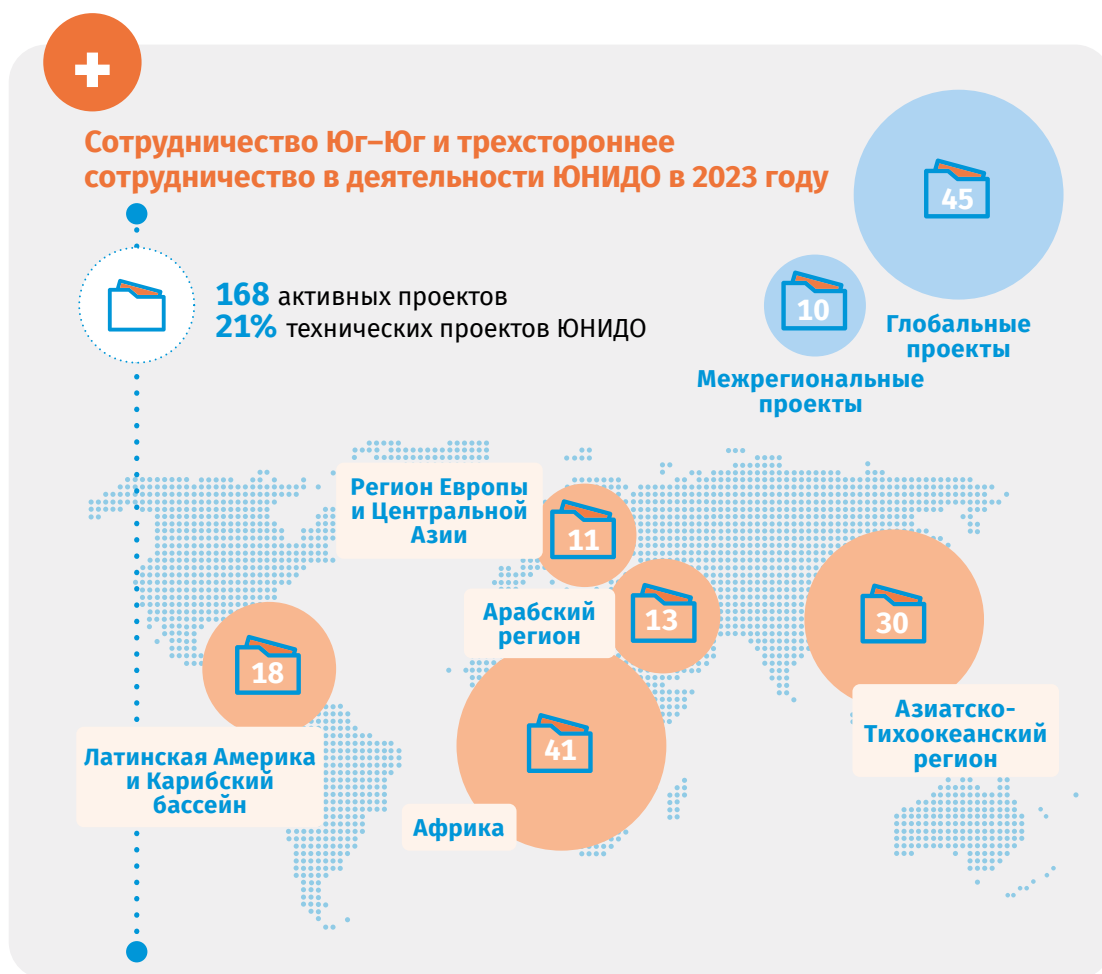 Сотрудничество Юг–Юг и трехстороннее
сотрудничество в деятельности ЮНИДО в 2023 году
168 активных проектов
21% технических проектов ЮНИДО
45
Глобальные
проекты
10
Межрегиональные
проекты
Регион Европы
и Центральной
Азии
11
Арабский
регион
13
30
Азиатско-
Тихоокеанский
регион
18
Латинская Америка
и Карибский
бассейн
41
Африка